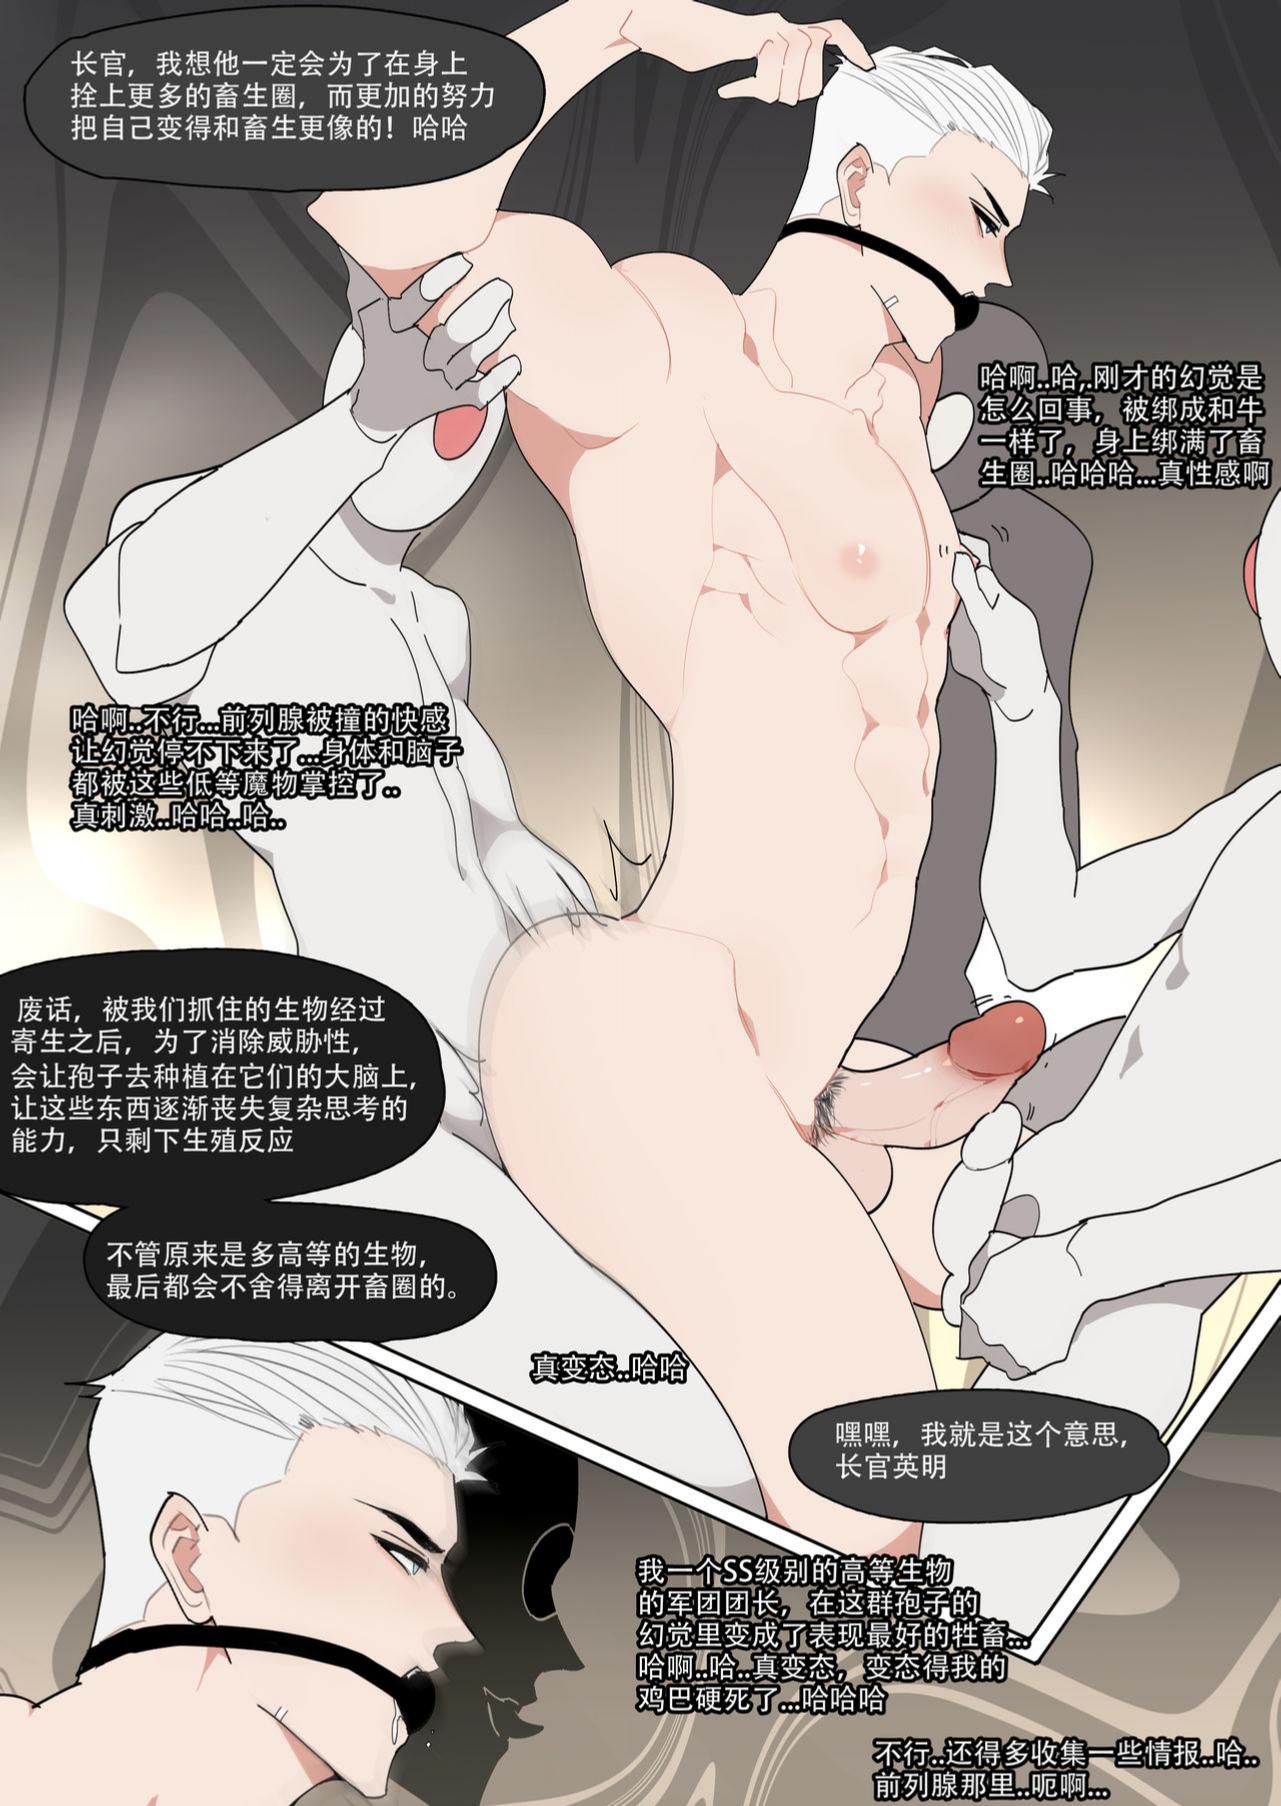 长官，我想他一定会为了在身上
拴上更多的畜生圈，而更加的努力
把自己变得和畜生更像的！哈哈
哈啊..哈,.刚才的幻觉是
怎么回事，被绑成和牛
一样了，身上绑满了畜
生圈..哈哈哈...真性感啊
哈啊..不行...前列腺被撞的快感
让幻觉停不下来了...身体和脑子
都被这些低等魔物掌控了..
真刺激..哈哈..哈..
废话，被我们抓住的生物经过
寄生之后，为了消除威胁性，
会让孢子去种植在它们的大脑上，
让这些东西逐渐丧失复杂思考的
能力，只剩下生殖反应
不管原来是多高等的生物，
最后都会不舍得离开畜圈的。
真变态..哈哈
嘿嘿，我就是这个意思，
长官英明
我一个SS级别的高等生物
的军团团长，在这群孢子的
幻觉里变成了表现最好的牲畜...
哈啊..哈..真变态，变态得我的
鸡巴硬死了...哈哈哈
不行..还得多收集一些情报..哈..
前列腺那里..呃啊...